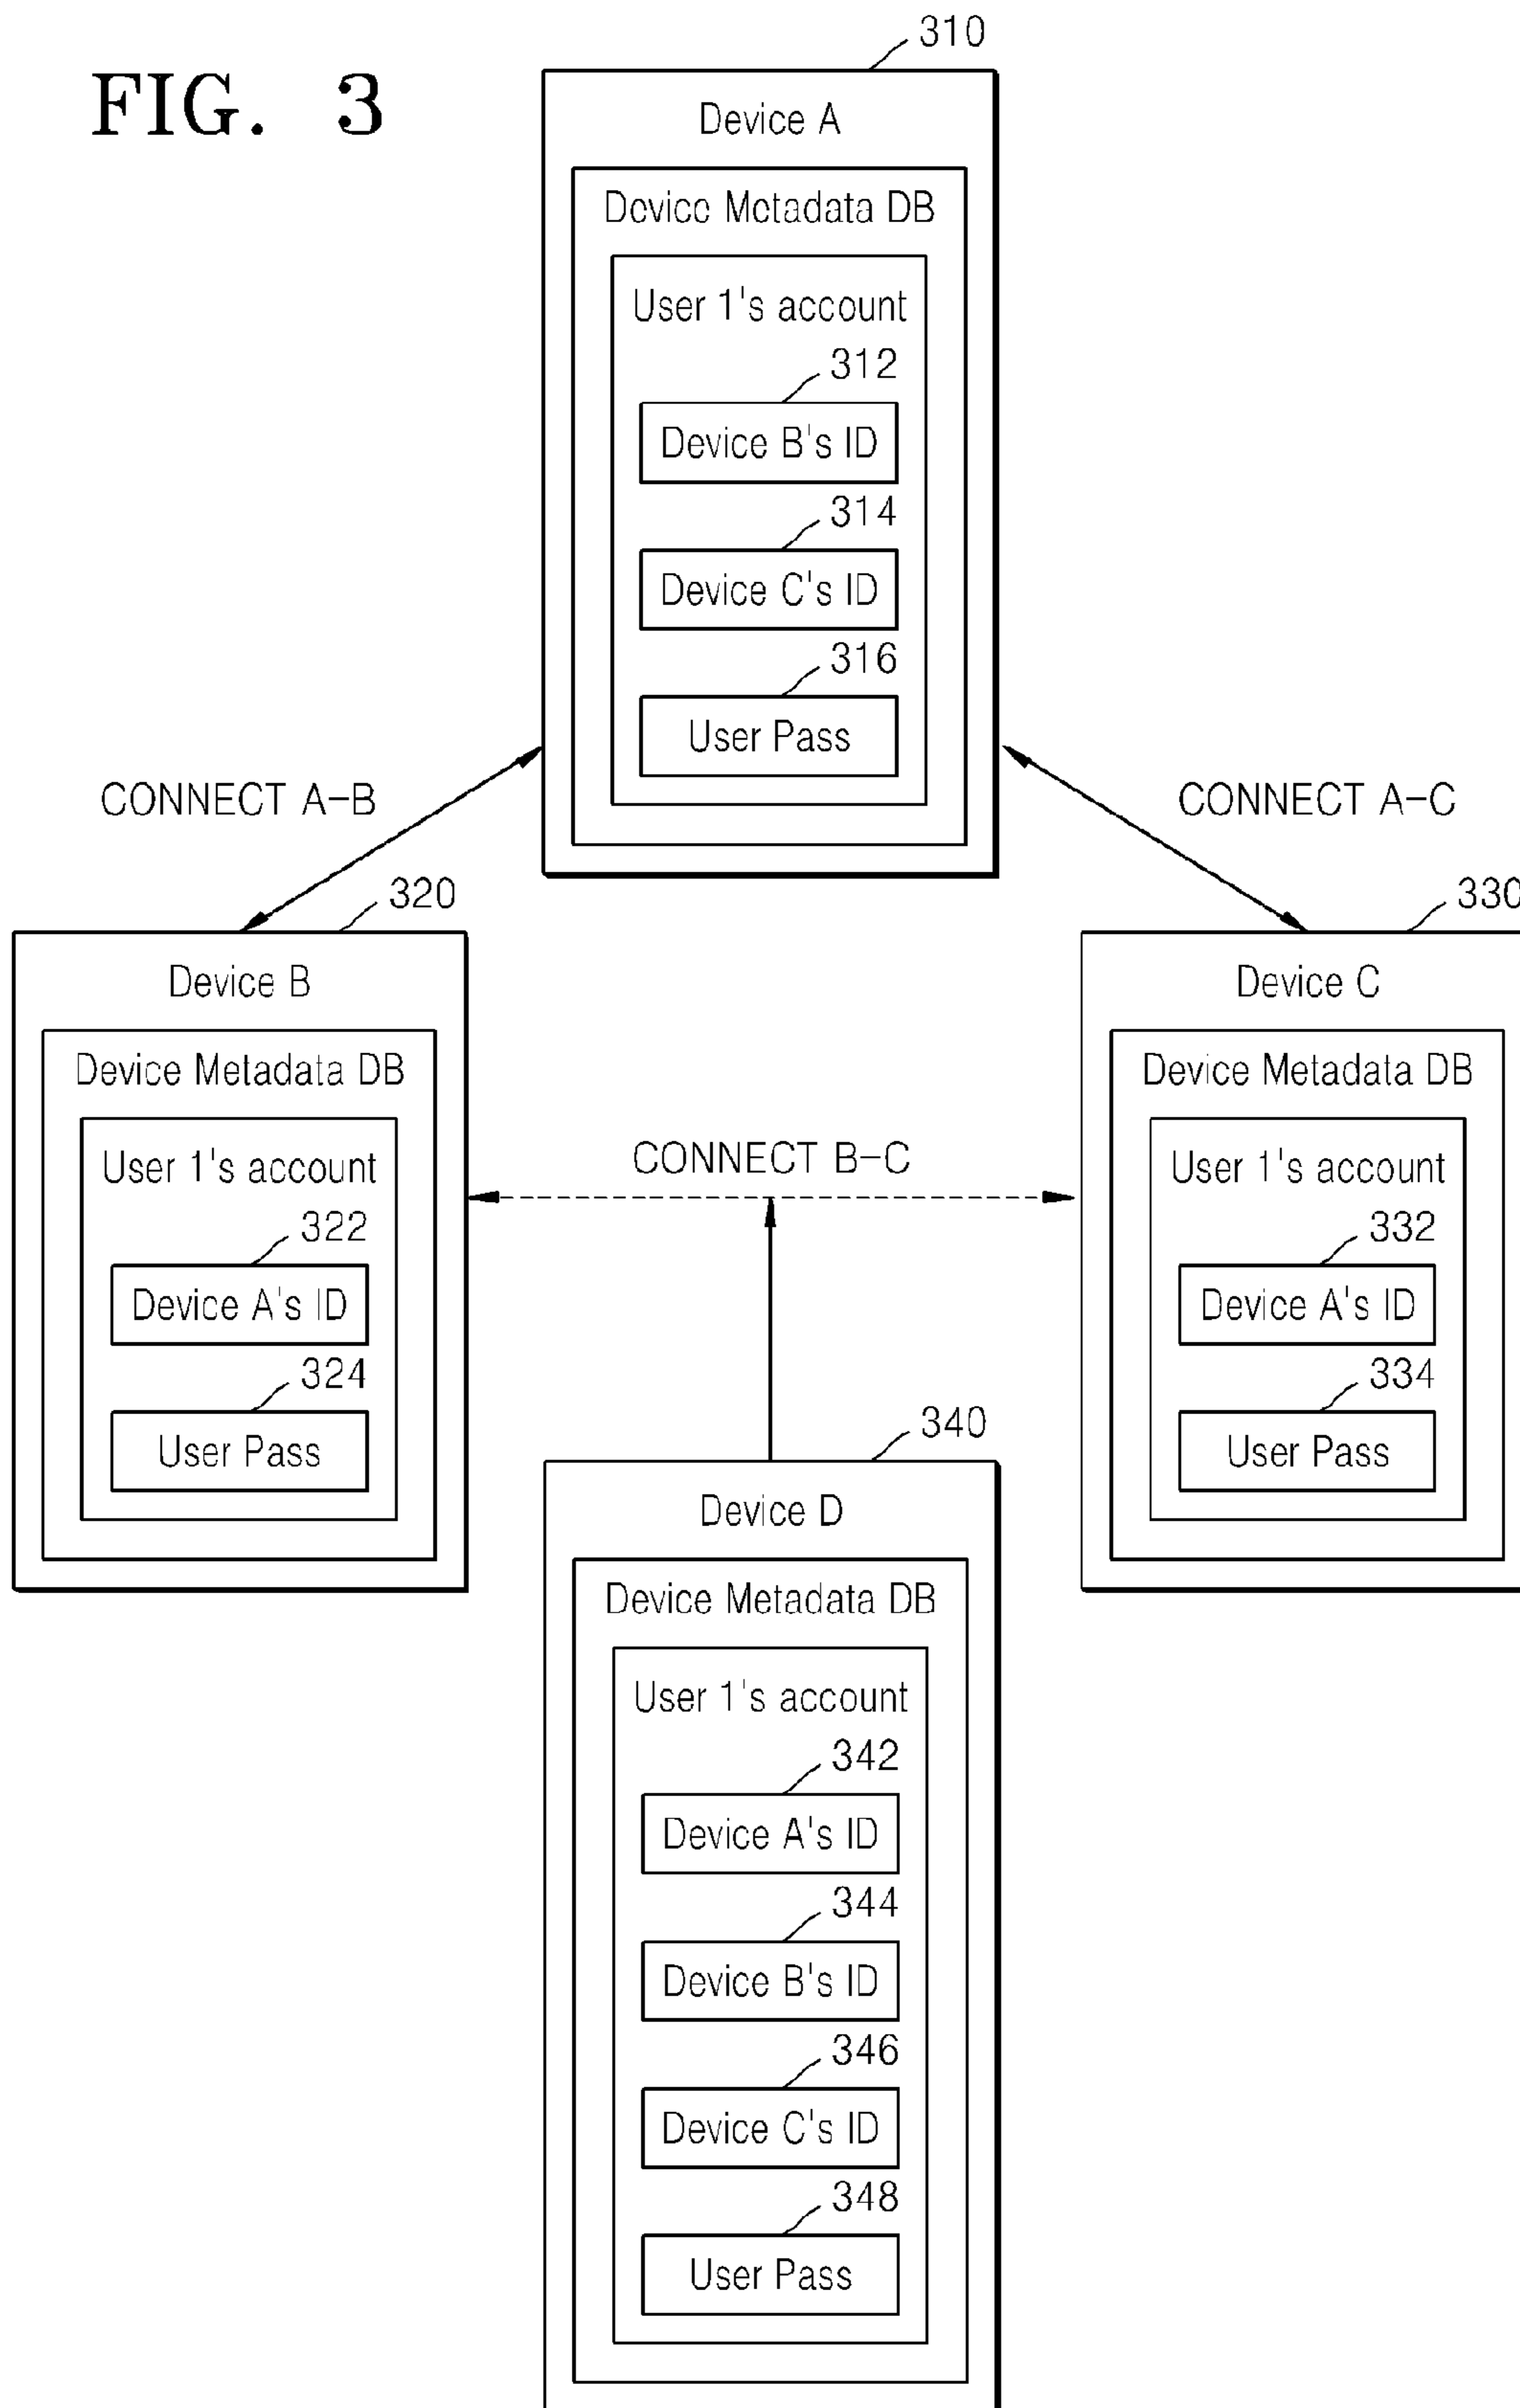 FIG. 3
310
Device A
Device Metadata DB
User 1's account
312
Device B's ID
314
Device C's ID
316
User Pass
CONNECT A-B
CONNECT A-C
320
Device B
Device Metadata DB
User 1's account
322
Device A's ID
324
User Pass
CONNECT B-C
330
Device C
Device Metadata DB
User 1's account
332
Device A's ID
334
User Pass
340
Device D
Device Metadata DB
User 1's account
342
Device A's ID
344
Device B's ID
346
Device C's ID
348
User Pass